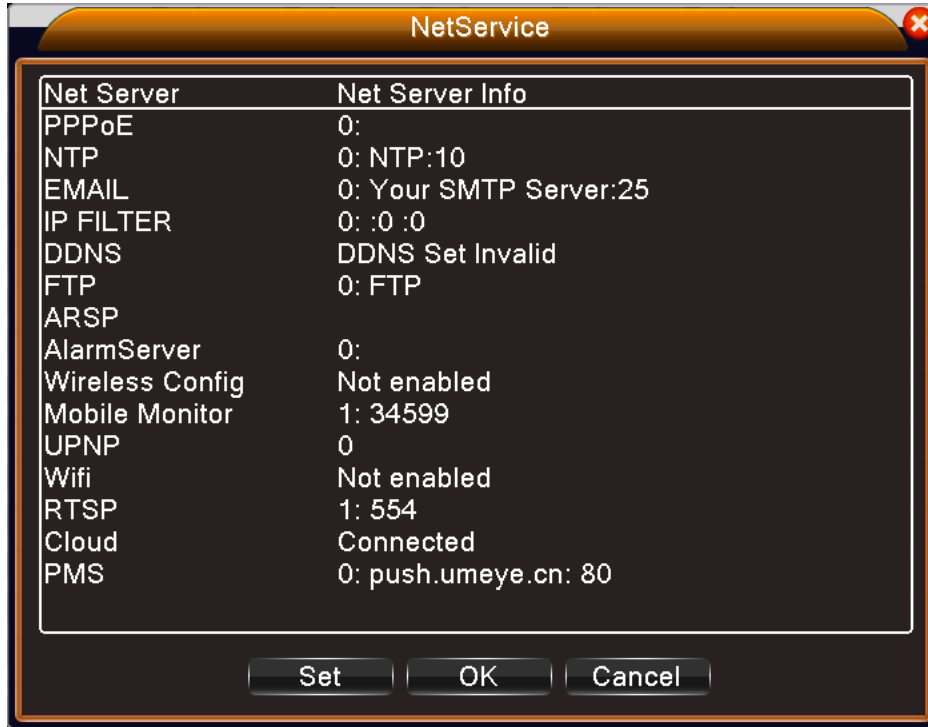 NetService
Net Server Net Server Info
PPPoE 0:
NTP 0: NTP:10
EMAIL 0: Your SMTP Server:25
IP FILTER 0: :0 :0
DDNS DDNS Set Invalid
FTP 0: FTP
ARSP
AlarmServer 0:
Wireless Config Not enabled
Mobile Monitor 1: 34599
UPNP 0
Wifi Not enabled
RTSP 1: 554
Cloud Connected
PMS 0: push.umeye.cn: 80
Set OK Cancel